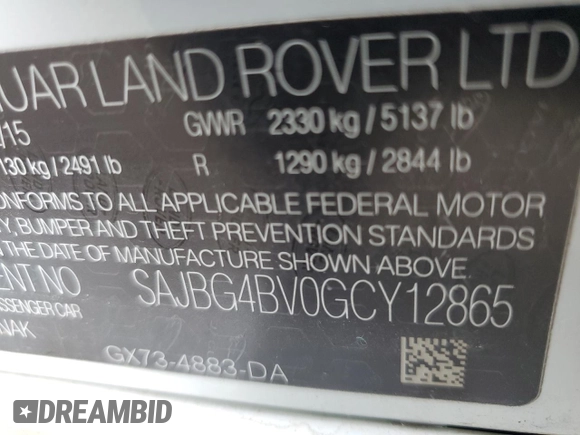 UAR LAND ROVER LTD
/15 GVWR 2330 kg / 5137 lb
130 kg / 2491 lb R 1290 kg / 2844 lb
CONFORMS TO ALL APPLICABLE FEDERAL MOTOR
Y, BUMPER AND THEFT PREVENTION STANDARDS
N THE DATE OF MANUFACTURE SHOWN ABOVE
ENT NO SAJBG4BV0GCY12865
ASSENGER CAR
NAK
GX73-4883-DA
DREAMBID